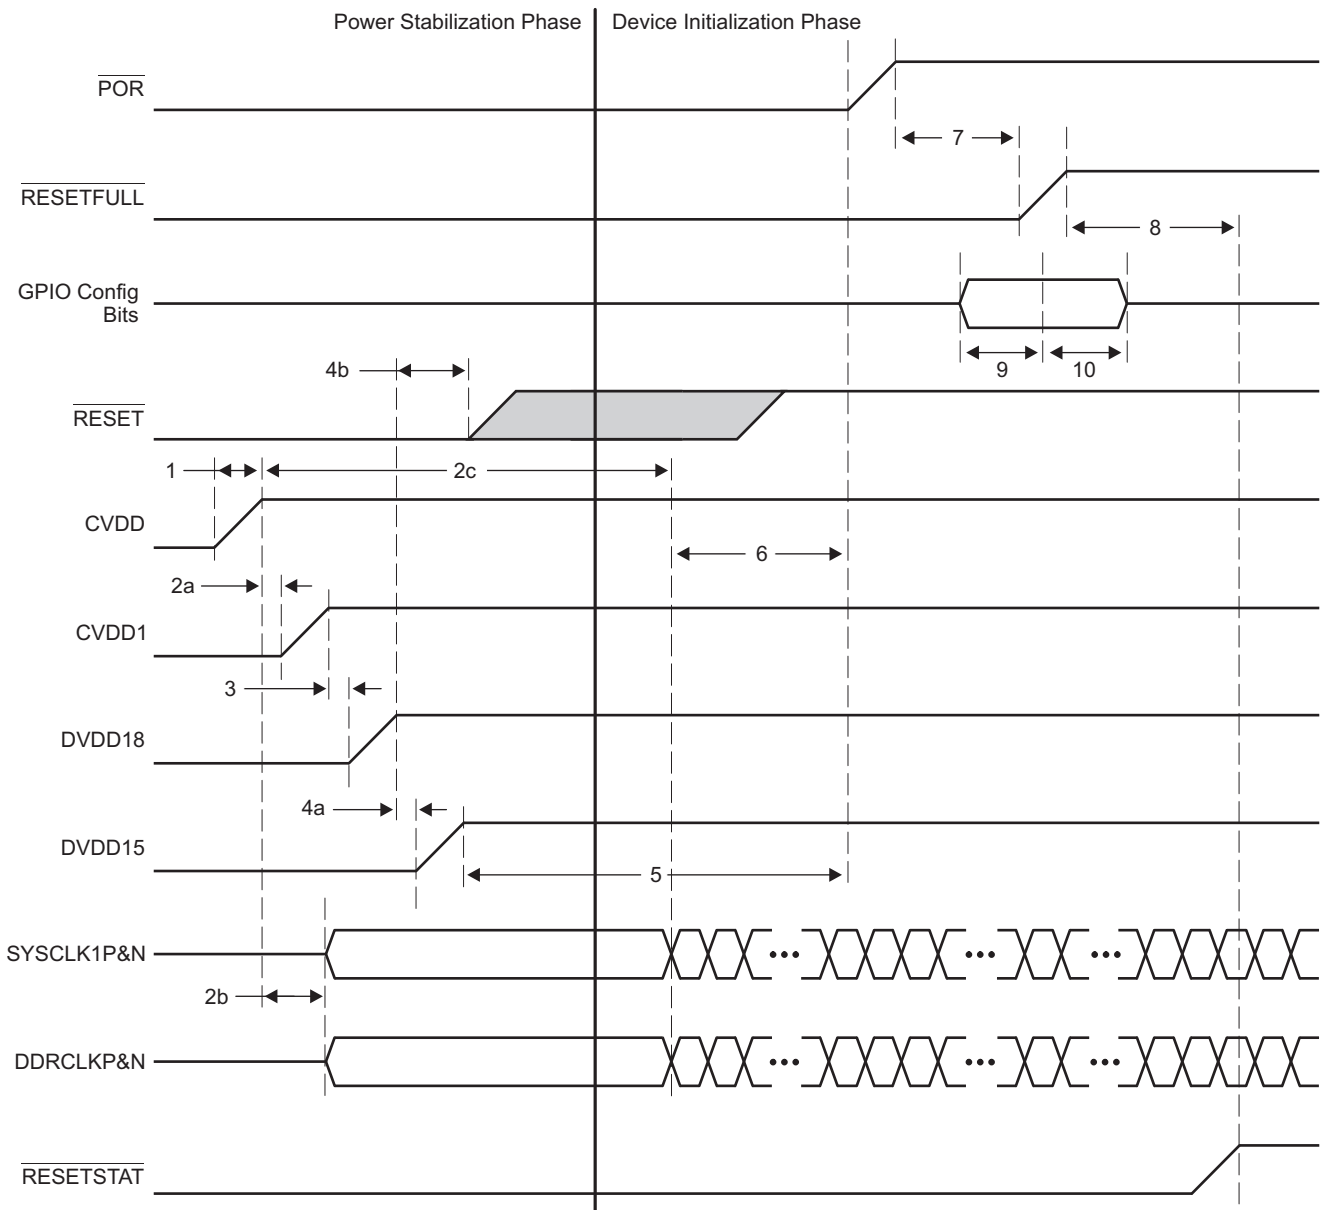 Power Stabilization Phase
Device Initialization Phase
POR
7
RESETFULL
8
GPIO Config
Bits
9
10
4b
RESET
1
2c
CVDD
6
2a
CVDD1
3
DVDD18
4a
DVDD15
5
SYSCLK1P&N
2b
DDRCLKP&N
RESETSTAT